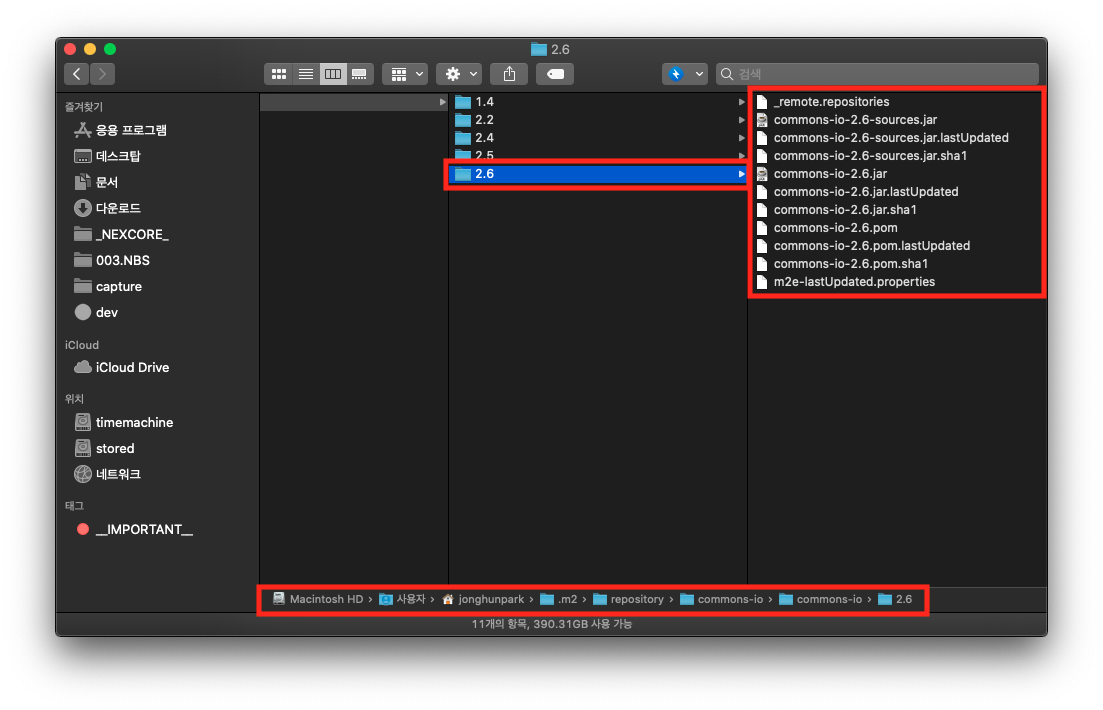 2.6
검색
즐겨찾기
응용 프로그램
데스크탑
문서
다운로드
_NEXCORE_
003.NBS
capture
dev
iCloud
iCloud Drive
위치
timemachine
stored
네트워크
태그
__IMPORTANT__
1.4
2.2
2.4
2.5
2.6
_remote.repositories
commons-io-2.6-sources.jar
commons-io-2.6-sources.jar.lastUpdated
commons-io-2.6-sources.jar.sha1
commons-io-2.6.jar
commons-io-2.6.jar.lastUpdated
commons-io-2.6.jar.sha1
commons-io-2.6.pom
commons-io-2.6.pom.lastUpdated
commons-io-2.6.pom.sha1
m2e-lastUpdated.properties
Macintosh HD › 사용자 › jonghunpark › .m2 › repository › commons-io › commons-io › 2.6
11개의 항목, 390.31GB 사용 가능